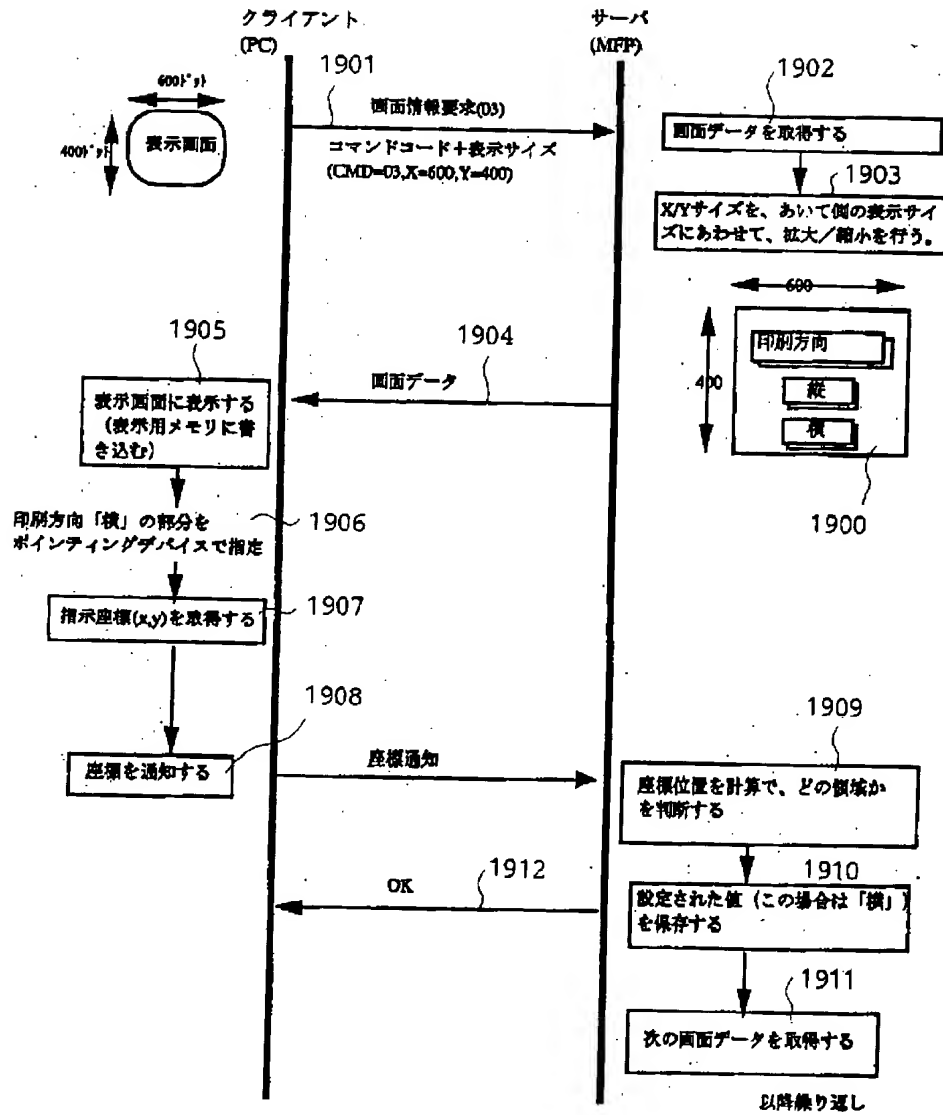 クライアント
(PC)
サーバ
(MFP)
1901
1902
600ドット
400ドット
表示画面
画面情報要求(03)
コマンドコード+表示サイズ
(CMD=03,X=600,Y=400)
画面データを取得する
1903
X/Yサイズを、あいて側の表示サイ
ズにあわせて、拡大/縮小を行う。
600
400
印刷方向
縦
横
1900
1904
画面データ
1905
表示画面に表示する
(表示用メモリに書
き込む)
1906
印刷方向「横」の部分を
ポインティングデバイスで指定
1907
指示座標(x,y)を取得する
1908
座標を通知する
座標通知
1909
座標位置を計算で、どの領域か
を判断する
1910
設定された値(この場合は「横」)
を保存する
1912
OK
1911
次の画面データを取得する
以降繰り返し